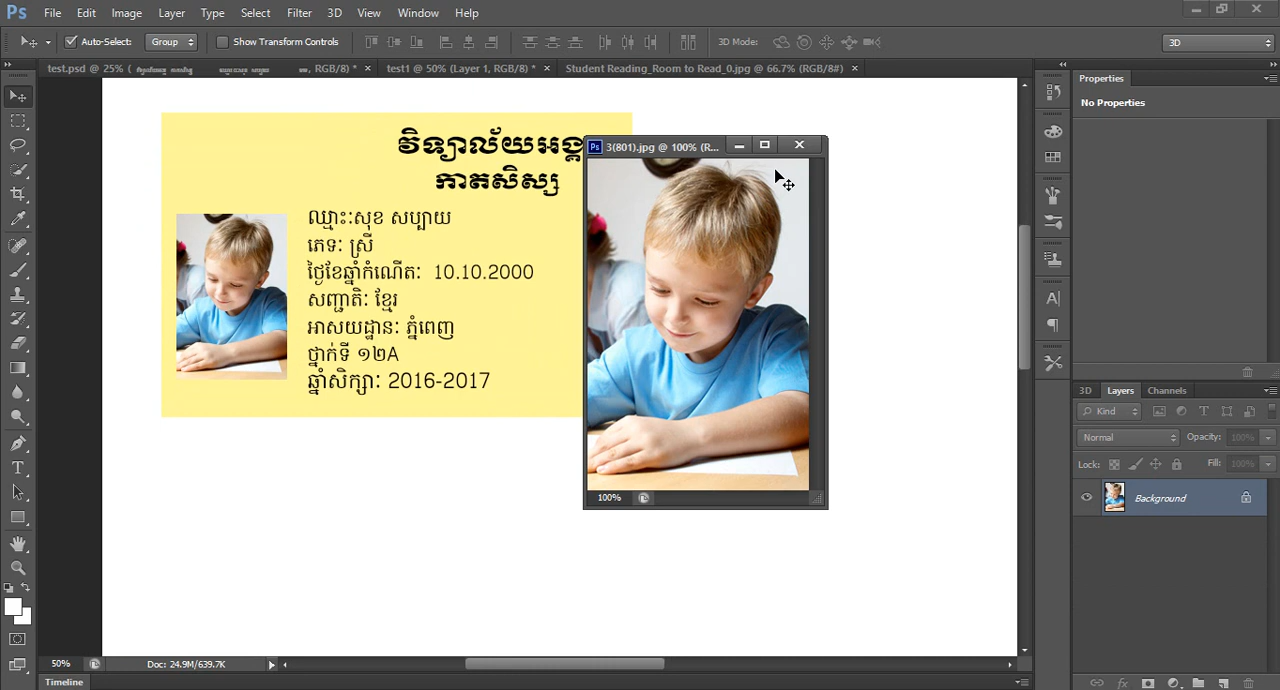 Ps File Edit Image Layer Type Select Filter 3D View Window Help
Auto-Select: Group Show Transform Controls 3D Mode: 3D
test.psd @ 25% ( , RGB/8) * × test1 @ 50% (Layer 1, RGB/8) * × Student Reading_Room to Read_0.jpg @ 66.7% (RGB/8#) ×
Properties
No Properties
វិទ្យាល័យអង្គ
កាតសិស្ស
ឈ្មោះ:សុខ សប្បាយ
ភេទ: ស្រី
ថ្ងៃខែឆ្នាំកំណើត: 10.10.2000
សញ្ជាតិ: ខ្មែរ
អាសយដ្ឋាន: ភ្នំពេញ
ថ្នាក់ទី ១២A
ឆ្នាំសិក្សា: 2016-2017
Ps 3(801).jpg @ 100% (R...
100%
3D Layers Channels
Kind
Normal Opacity: 100%
Lock: Fill: 100%
Background
50% Doc: 24.9M/639.7K
Timeline